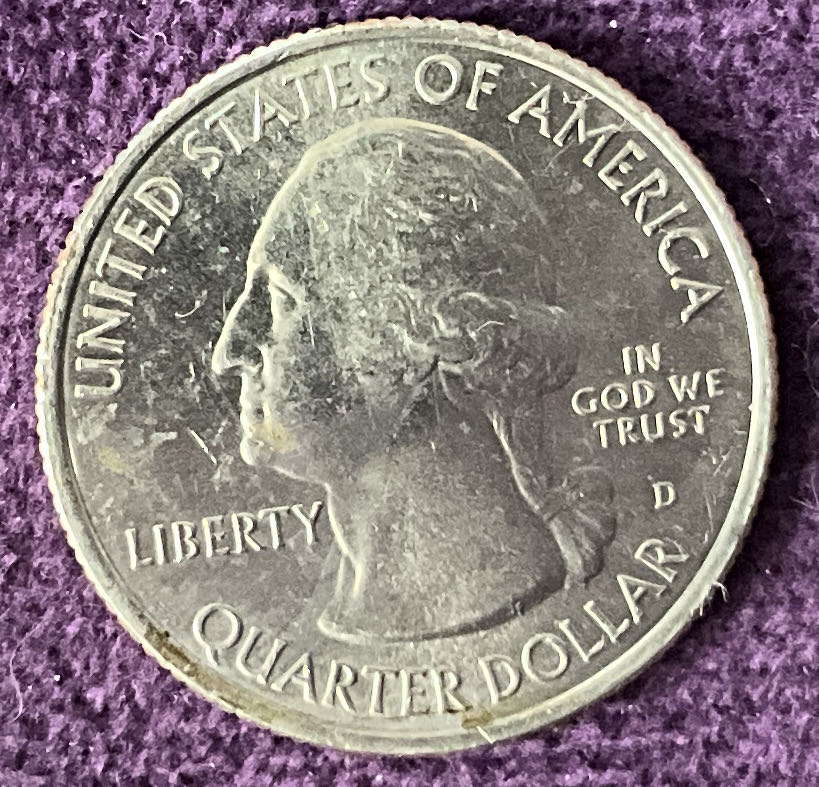 UNITED STATES OF AMERICA
IN
GOD WE
TRUST
D
LIBERTY
QUARTER DOLLAR